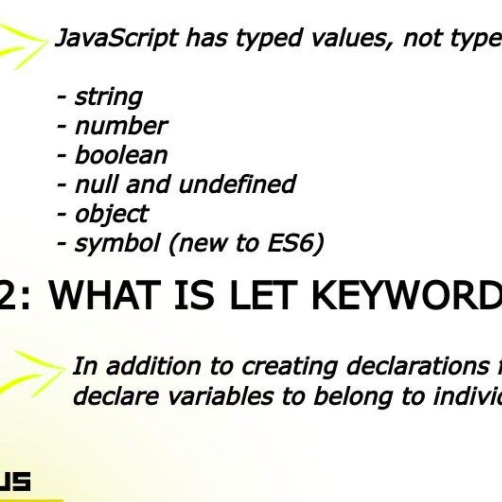 JavaScript has typed values, not type
- string
- number
- boolean
- null and undefined
- object
- symbol (new to ES6)
2: WHAT IS LET KEYWORD
In addition to creating declarations f
declare variables to belong to individ
US